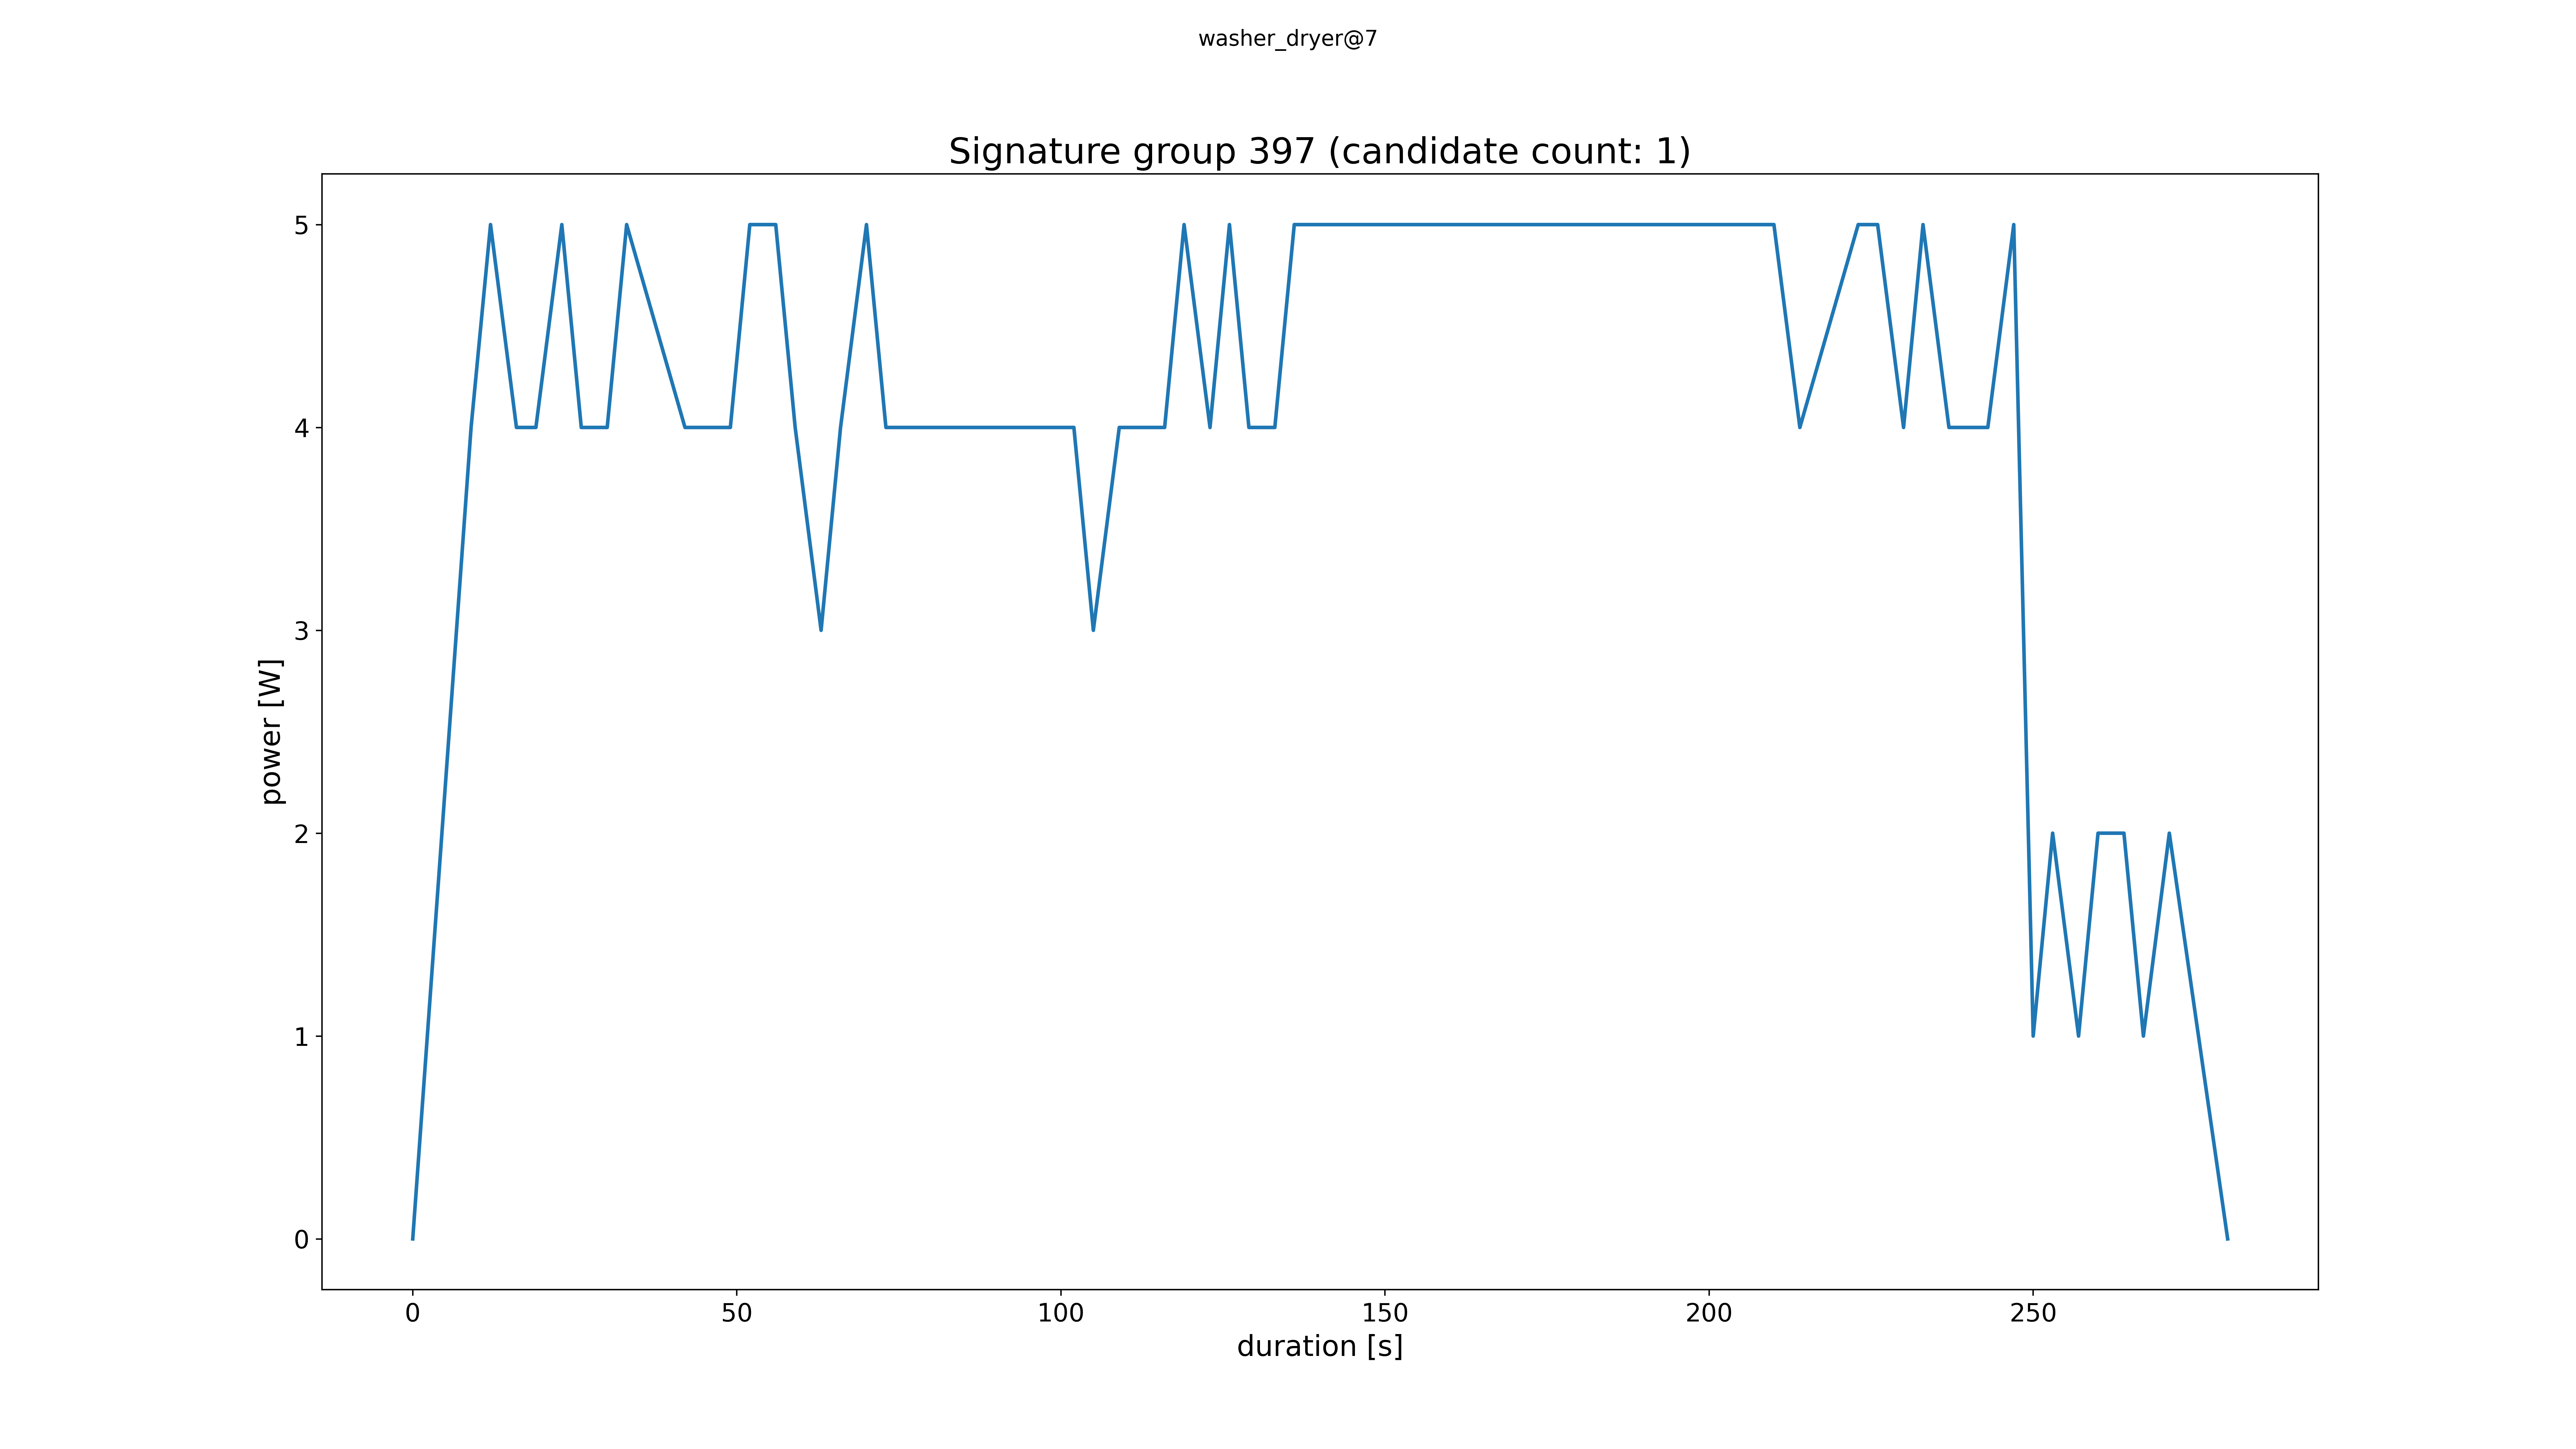 washer_dryer@7
Signature group 397 (candidate count: 1)
5
4
3
2
1
0
power [W]
0 50 100 150 200 250
duration [s]